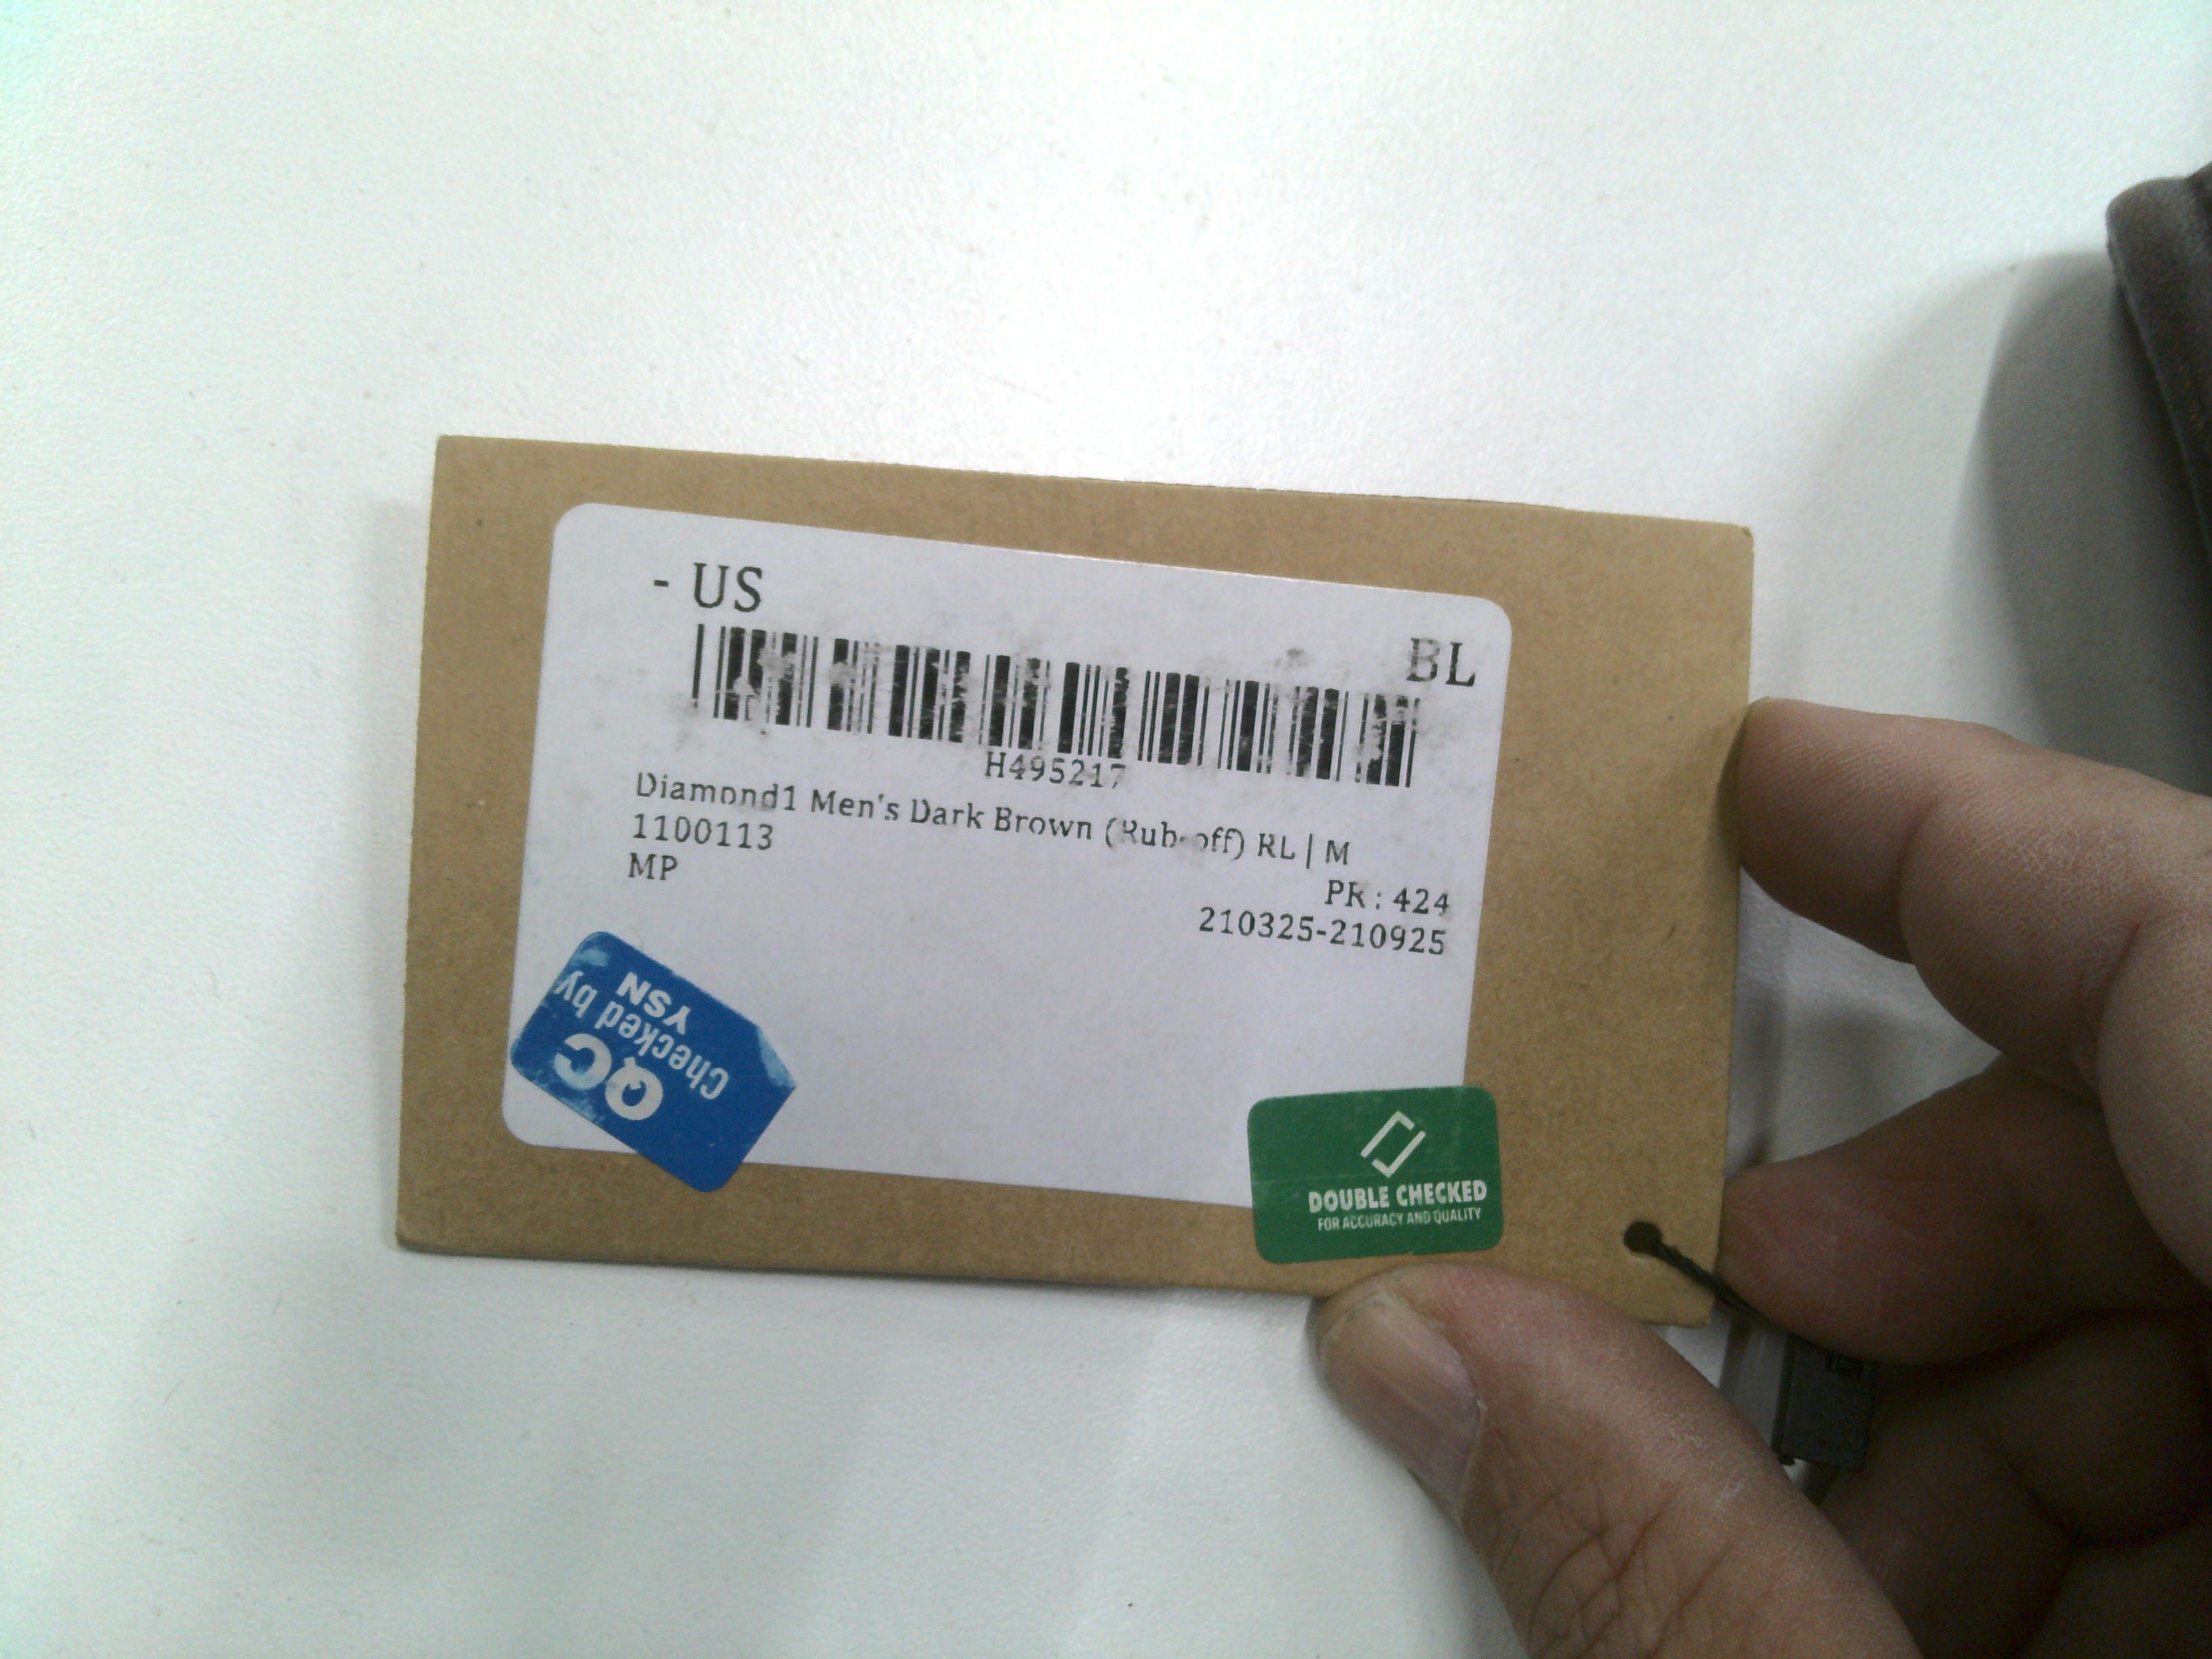 - US
BL
H495217
Diamond1 Men's Dark Brown (Rub-off) RL | M
1100113
MP
PR : 424
210325-210925
QC
Checked by
YSN
DOUBLE CHECKED
FOR ACCURACY AND QUALITY